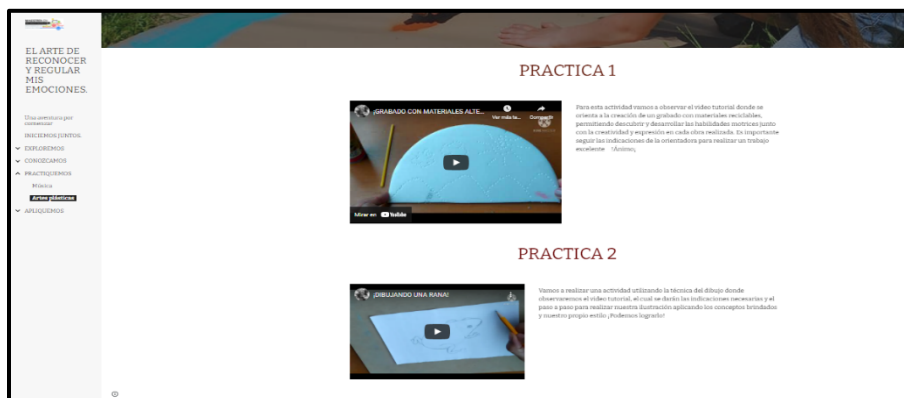 EL ARTE DE
RECONOCER
Y REGULAR
MIS
EMOCIONES.
Una aventura por
comenzar
INICIEMOS JUNTOS.
EXPLOREMOS
CONOZCAMOS
PRACTIQUEMOS
Música
Artes plásticas
APLIQUEMOS
PRACTICA 1
¡GRABADO CON MATERIALES ALTE...
Ver más ta...
Compartir
Mirar en YouTube
Para esta actividad vamos a observar el video tutorial donde se
orienta a la creación de un grabado con materiales reciclables,
permitiendo descubrir y desarrollar las habilidades motrices junto
con la creatividad y expresión en cada obra realizada. Es importante
seguir las indicaciones de la orientadora para realizar un trabajo
excelente ¡Ánimo¡
PRACTICA 2
¡DIBUJANDO UNA RANA!
Vamos a realizar una actividad utilizando la técnica del dibujo donde
observaremos el video tutorial, el cual se darán las indicaciones necesarias y el
paso a paso para realizar nuestra ilustración aplicando los conceptos brindados
y nuestro propio estilo ¡Podemos lograrlo!